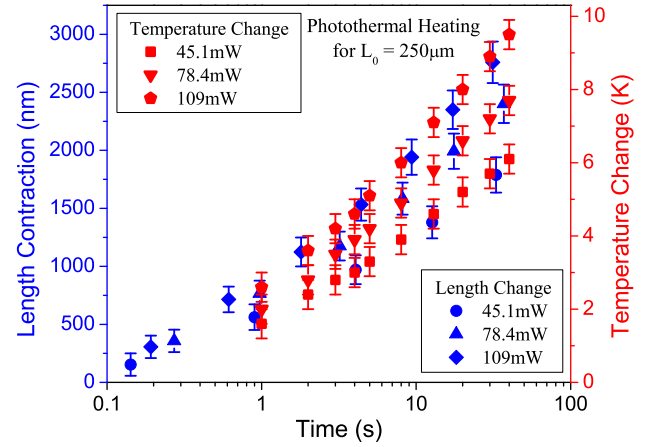 Photothermal Heating
for L₀ = 250μm
Temperature Change
45.1mW
78.4mW
109mW
Length Change
45.1mW
78.4mW
109mW
Length Contraction (nm)
3000
2500
2000
1500
1000
500
0
Temperature Change (K)
10
8
6
4
2
0
0.1
1
10
100
Time (s)